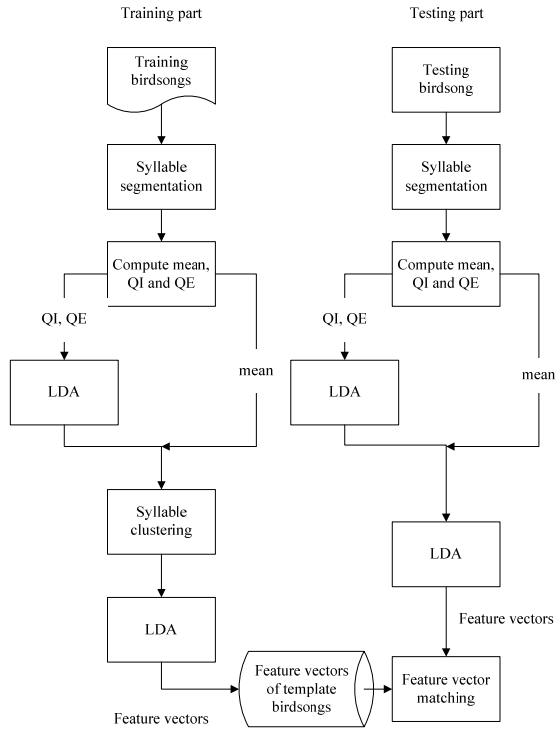 Training part
Training
birdsongs
Syllable
segmentation
Compute mean,
QI and QE
QI, QE
mean
LDA
Syllable
clustering
LDA
Feature vectors
Feature vectors
of template
birdsongs
Testing part
Testing
birdsong
Syllable
segmentation
Compute mean,
QI and QE
QI, QE
mean
LDA
LDA
Feature vectors
Feature vector
matching